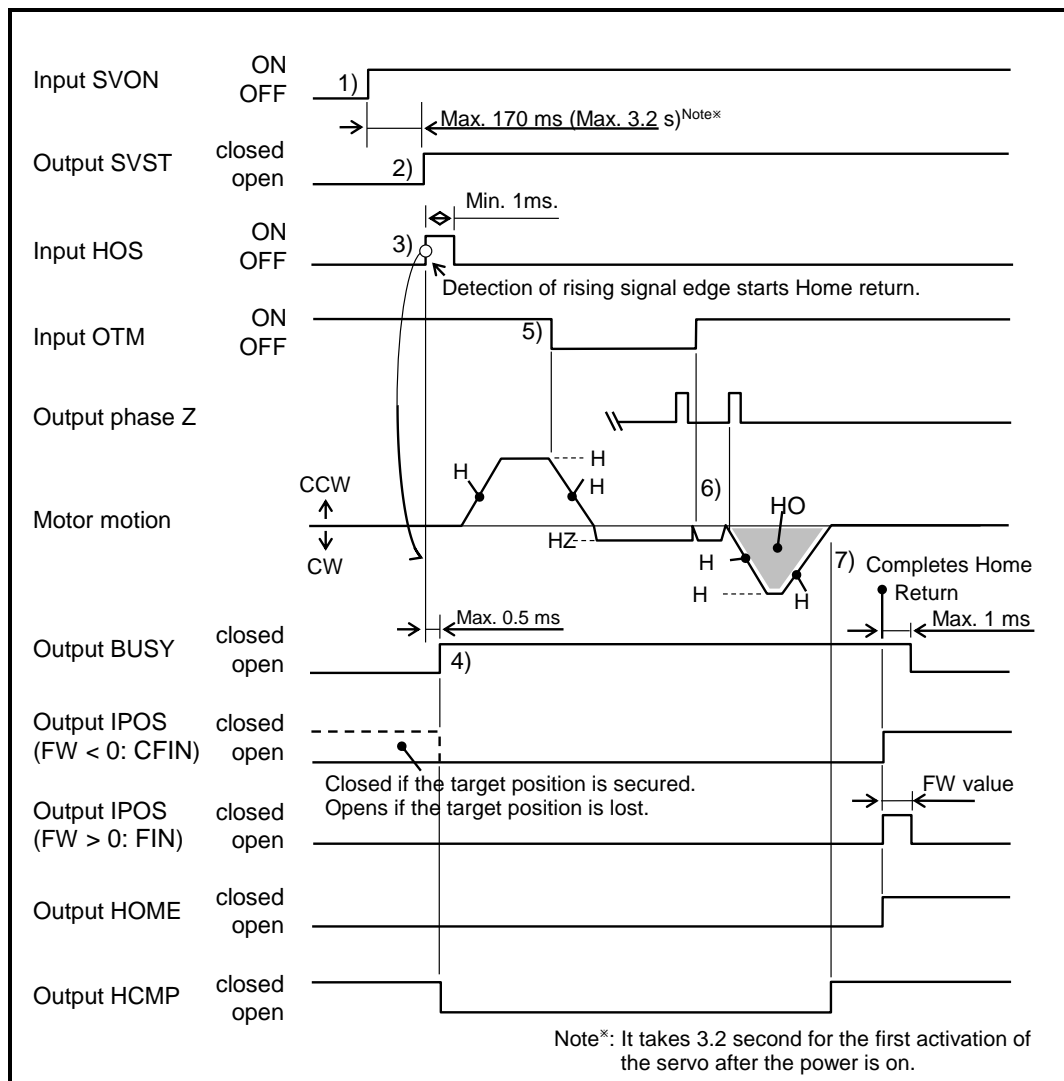 Input SVON
ON
OFF
1)
Max. 170 ms (Max. 3.2 s)Note※
Output SVST
closed
open
2)
Min. 1ms.
Input HOS
ON
OFF
3)
Detection of rising signal edge starts Home return.
Input OTM
ON
OFF
5)
Output phase Z
Motor motion
CCW
CW
H
H
H
HZ
6)
HO
H
H
H
7)
Completes Home
Return
Output BUSY
closed
open
Max. 0.5 ms
4)
Max. 1 ms
Output IPOS
(FW < 0: CFIN)
closed
open
Closed if the target position is secured.
Opens if the target position is lost.
FW value
Output IPOS
(FW > 0: FIN)
closed
open
Output HOME
closed
open
Output HCMP
closed
open
Note※: It takes 3.2 second for the first activation of
the servo after the power is on.